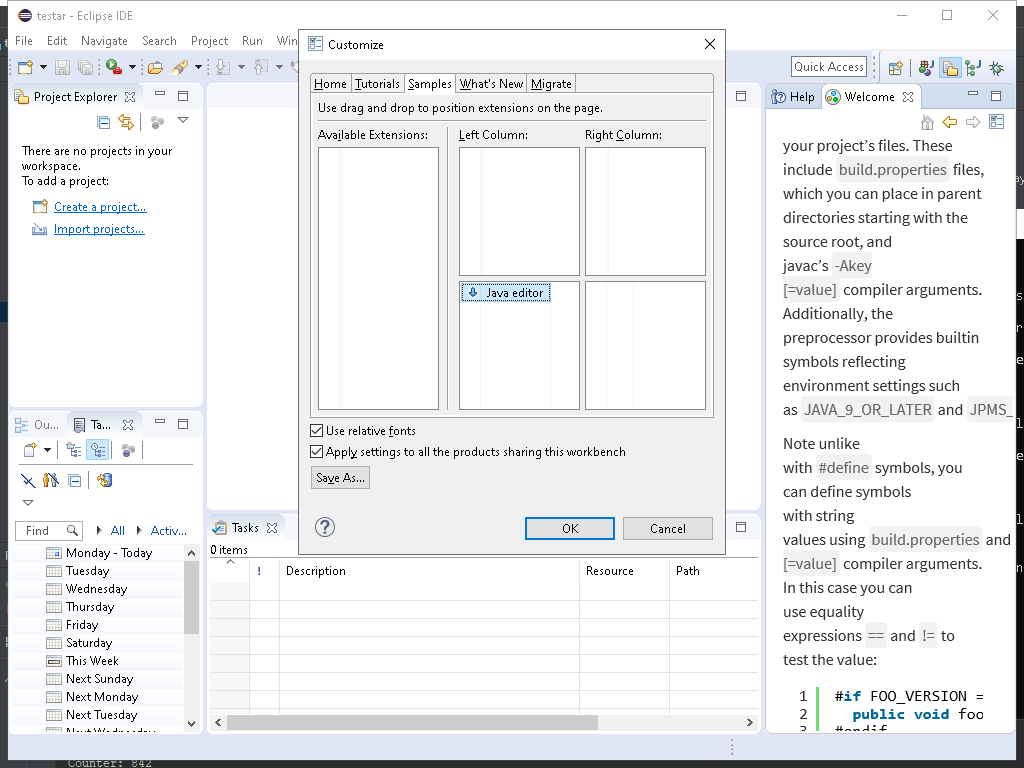 testar - Eclipse IDE
File Edit Navigate Search Project Run
Quick Access
Project Explorer
There are no projects in your
workspace.
To add a project:
Create a project...
Import projects...
Ou... Ta...
Find All Activ...
Monday - Today
Tuesday
Wednesday
Thursday
Friday
Saturday
This Week
Next Sunday
Next Monday
Next Tuesday
Next Wednesday
Customize
Home Tutorials Samples What's New Migrate
Use drag and drop to position extensions on the page.
Available Extensions: Left Column: Right Column:
Java editor
Use relative fonts
Apply settings to all the products sharing this workbench
Save As...
OK Cancel
Tasks
0 items
! Description Resource Path
Help Welcome
your project's files. These
include build.properties files,
which you can place in parent
directories starting with the
source root, and
javac's -Akey
[=value] compiler arguments.
Additionally, the
preprocessor provides builtin
symbols reflecting
environment settings such
as JAVA_9_OR_LATER and JPMS_
Note unlike
with #define symbols, you
can define symbols
with string
values using build.properties and
[=value] compiler arguments.
In this case you can
use equality
expressions == and != to
test the value:
1 #if FOO_VERSION =
2 public void foo
3 #endif
Counter: 842